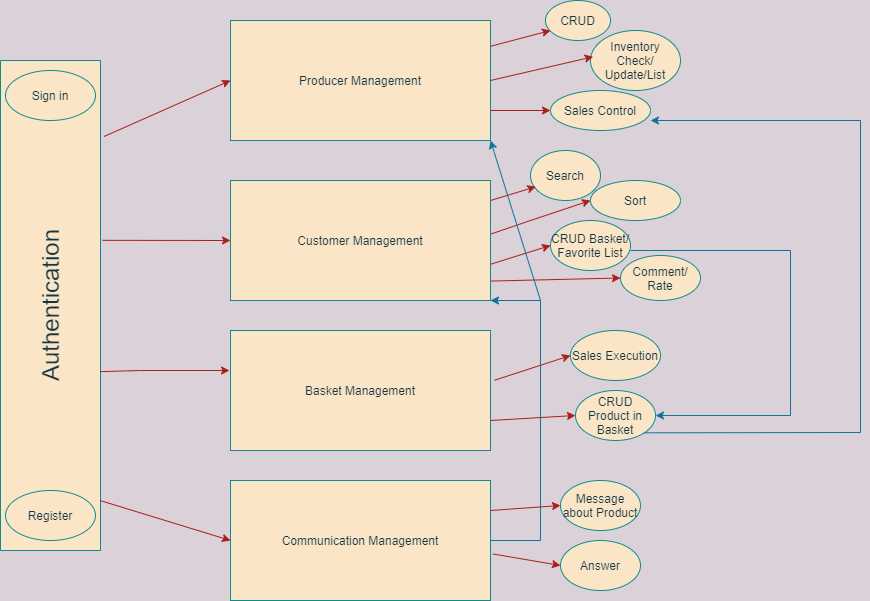 Authentication
Sign in
Register
Producer Management
CRUD
Inventory
Check/
Update/List
Sales Control
Customer Management
Search
Sort
CRUD Basket/
Favorite List
Comment/
Rate
Basket Management
Sales Execution
CRUD
Product in
Basket
Communication Management
Message
about Product
Answer